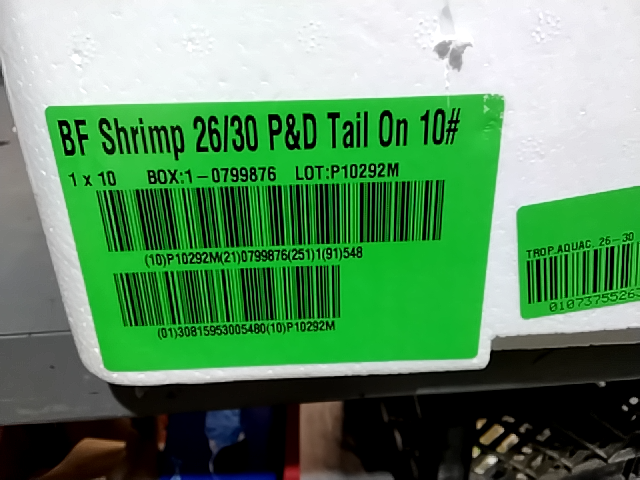 BF Shrimp 26/30 P&D Tail On 10#
1 x 10 BOX:1-0799876 LOT:P10292M
(10)P10292M(21)0799876(251)1(91)548
(01)30815953005480(10)P10292M
TROP.AQUAC. 26-30
0107375526